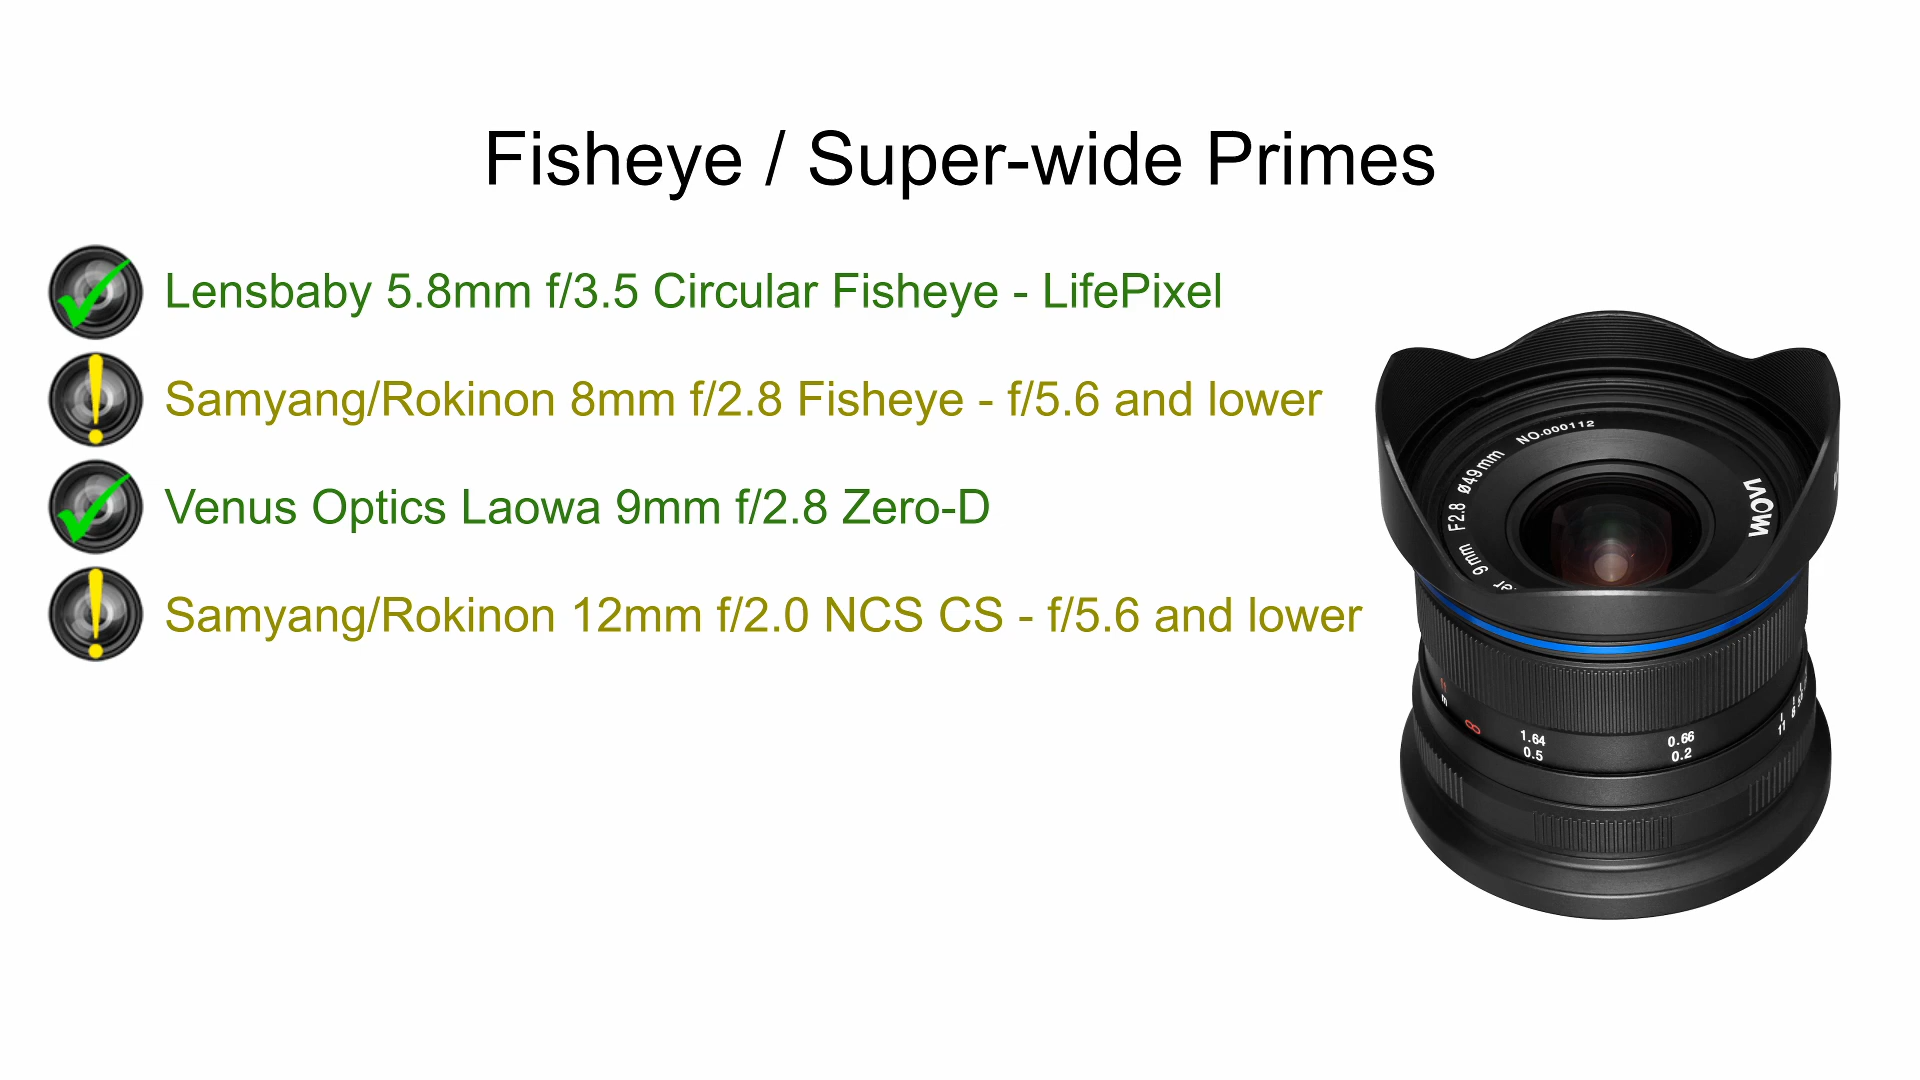 Fisheye / Super-wide Primes
Lensbaby 5.8mm f/3.5 Circular Fisheye - LifePixel
Samyang/Rokinon 8mm f/2.8 Fisheye - f/5.6 and lower
Venus Optics Laowa 9mm f/2.8 Zero-D
Samyang/Rokinon 12mm f/2.0 NCS CS - f/5.6 and lower
NO.000112
9mm F2.8 Ø49mm
LAOWA
m
∞
1.64
0.66
0.5
0.2
11
8